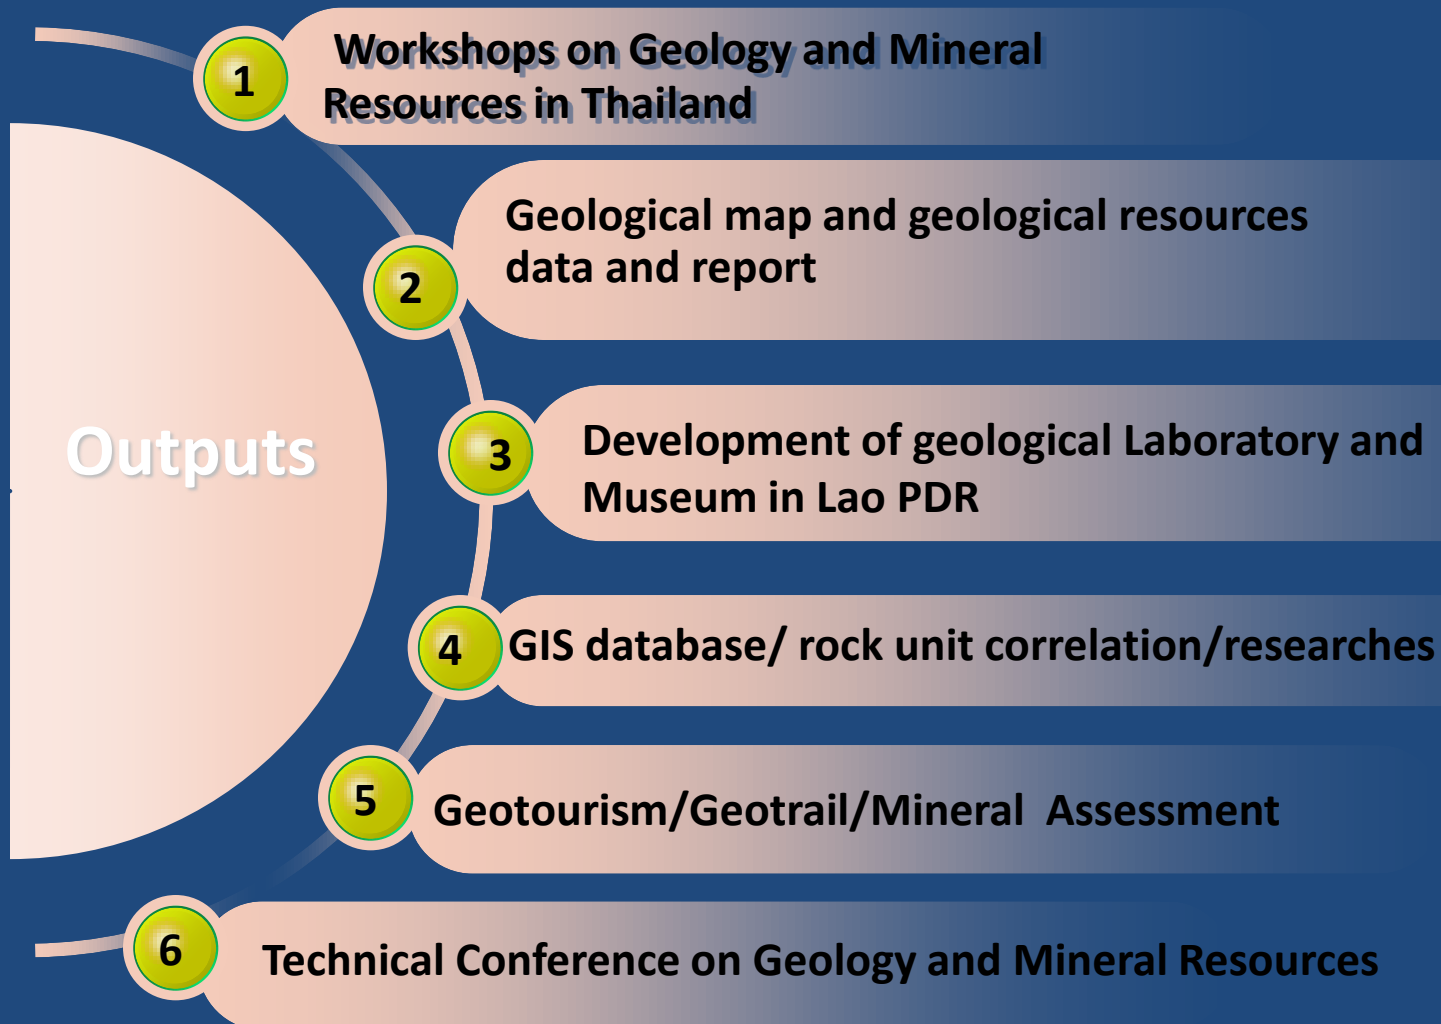 1
Workshops on Geology and Mineral
Resources in Thailand
2
Geological map and geological resources
data and report
Outputs
3
Development of geological Laboratory and
Museum in Lao PDR
4
GIS database/ rock unit correlation/researches
5
Geotourism/Geotrail/Mineral  Assessment
6
Technical Conference on Geology and Mineral Resources